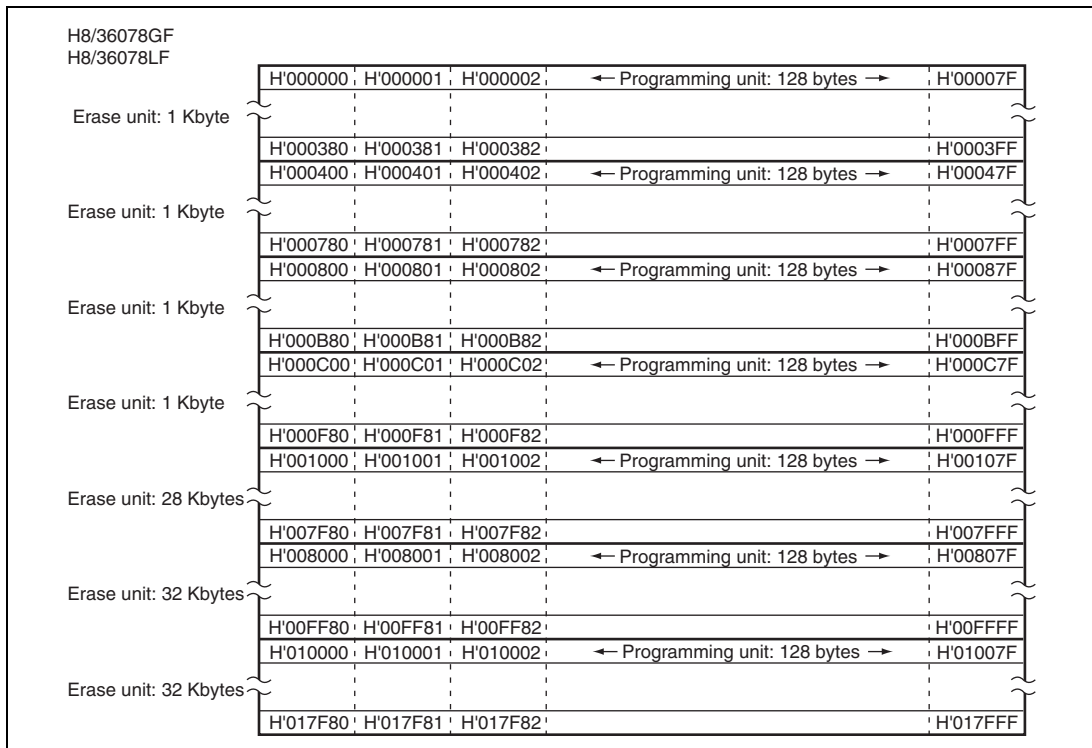 H8/36078GF
H8/36078LF
H'000000 H'000001 H'000002 ← Programming unit: 128 bytes → H'00007F
Erase unit: 1 Kbyte
H'000380 H'000381 H'000382 H'0003FF
H'000400 H'000401 H'000402 ← Programming unit: 128 bytes → H'00047F
Erase unit: 1 Kbyte
H'000780 H'000781 H'000782 H'0007FF
H'000800 H'000801 H'000802 ← Programming unit: 128 bytes → H'00087F
Erase unit: 1 Kbyte
H'000B80 H'000B81 H'000B82 H'000BFF
H'000C00 H'000C01 H'000C02 ← Programming unit: 128 bytes → H'000C7F
Erase unit: 1 Kbyte
H'000F80 H'000F81 H'000F82 H'000FFF
H'001000 H'001001 H'001002 ← Programming unit: 128 bytes → H'00107F
Erase unit: 28 Kbytes
H'007F80 H'007F81 H'007F82 H'007FFF
H'008000 H'008001 H'008002 ← Programming unit: 128 bytes → H'00807F
Erase unit: 32 Kbytes
H'00FF80 H'00FF81 H'00FF82 H'00FFFF
H'010000 H'010001 H'010002 ← Programming unit: 128 bytes → H'01007F
Erase unit: 32 Kbytes
H'017F80 H'017F81 H'017F82 H'017FFF